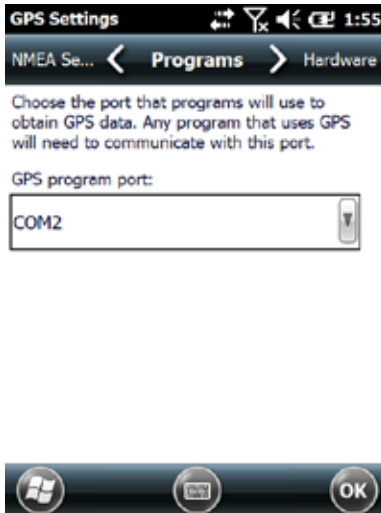 GPS Settings 1:55
NMEA Se... Programs Hardware
Choose the port that programs will use to
obtain GPS data. Any program that uses GPS
will need to communicate with this port.
GPS program port:
COM2
OK